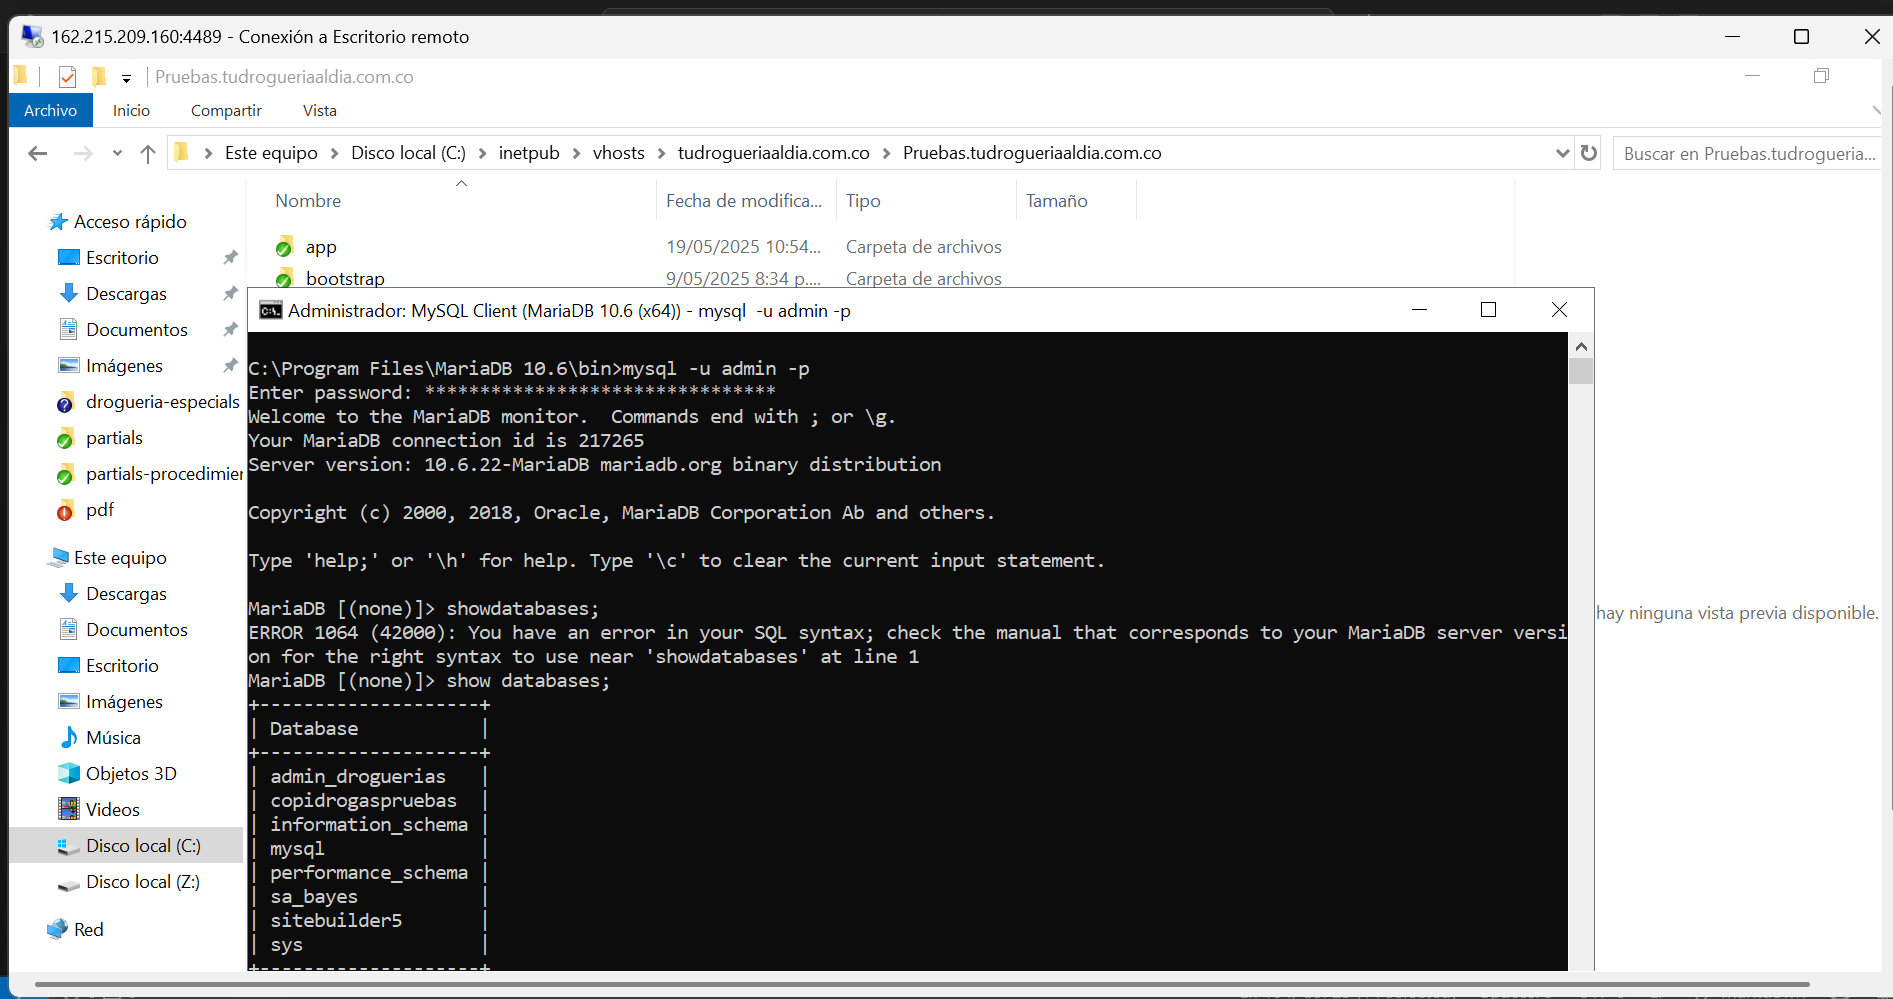 162.215.209.160:4489 - Conexión a Escritorio remoto
Pruebas.tudrogueriaaldia.com.co
Archivo Inicio Compartir Vista
Este equipo Disco local (C:) inetpub vhosts tudrogueriaaldia.com.co Pruebas.tudrogueriaaldia.com.co
Buscar en Pruebas.tudrogueria...
Acceso rápido
Escritorio
Descargas
Documentos
Imágenes
drogueria-especials
partials
partials-procedimier
pdf
Este equipo
Descargas
Documentos
Escritorio
Imágenes
Música
Objetos 3D
Videos
Disco local (C:)
Disco local (Z:)
Red
Nombre Fecha de modifica... Tipo Tamaño
app 19/05/2025 10:54... Carpeta de archivos
bootstrap 9/05/2025 8:34 p.... Carpeta de archivos
Administrador: MySQL Client (MariaDB 10.6 (x64)) - mysql -u admin -p
C:\Program Files\MariaDB 10.6\bin>mysql -u admin -p
Enter password: ********************************
Welcome to the MariaDB monitor.  Commands end with ; or \g.
Your MariaDB connection id is 217265
Server version: 10.6.22-MariaDB mariadb.org binary distribution
Copyright (c) 2000, 2018, Oracle, MariaDB Corporation Ab and others.
Type 'help;' or '\h' for help. Type '\c' to clear the current input statement.
MariaDB [(none)]> showdatabases;
ERROR 1064 (42000): You have an error in your SQL syntax; check the manual that corresponds to your MariaDB server versi
on for the right syntax to use near 'showdatabases' at line 1
MariaDB [(none)]> show databases;
+--------------------+
| Database           |
+--------------------+
| admin_droguerias   |
| copidrogaspruebas  |
| information_schema |
| mysql              |
| performance_schema |
| sa_bayes           |
| sitebuilder5       |
| sys                |
+--------------------+
hay ninguna vista previa disponible.